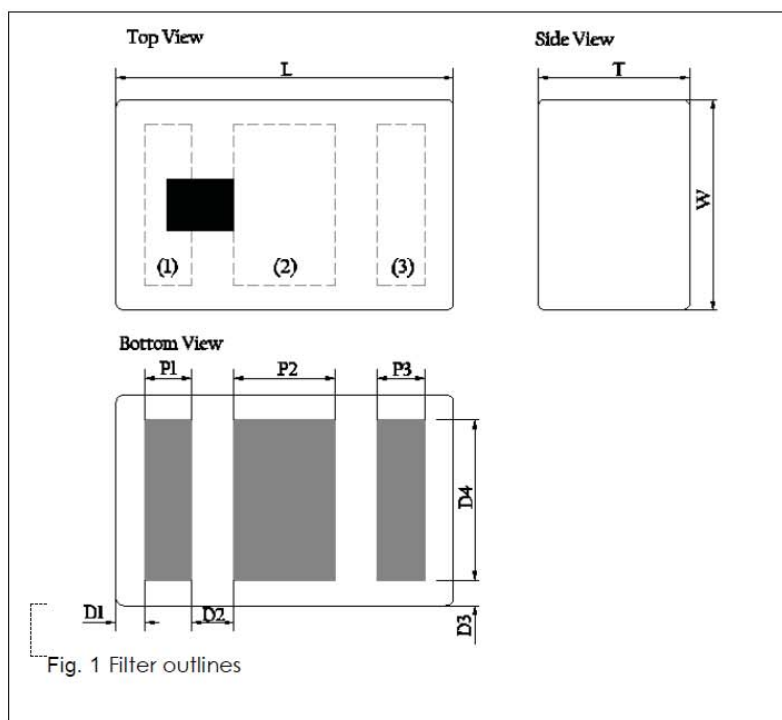 Top View
Side View
L
T
W
(1)
(2)
(3)
Bottom View
P1
P2
P3
D4
D1
D2
D3
Fig. 1 Filter outlines